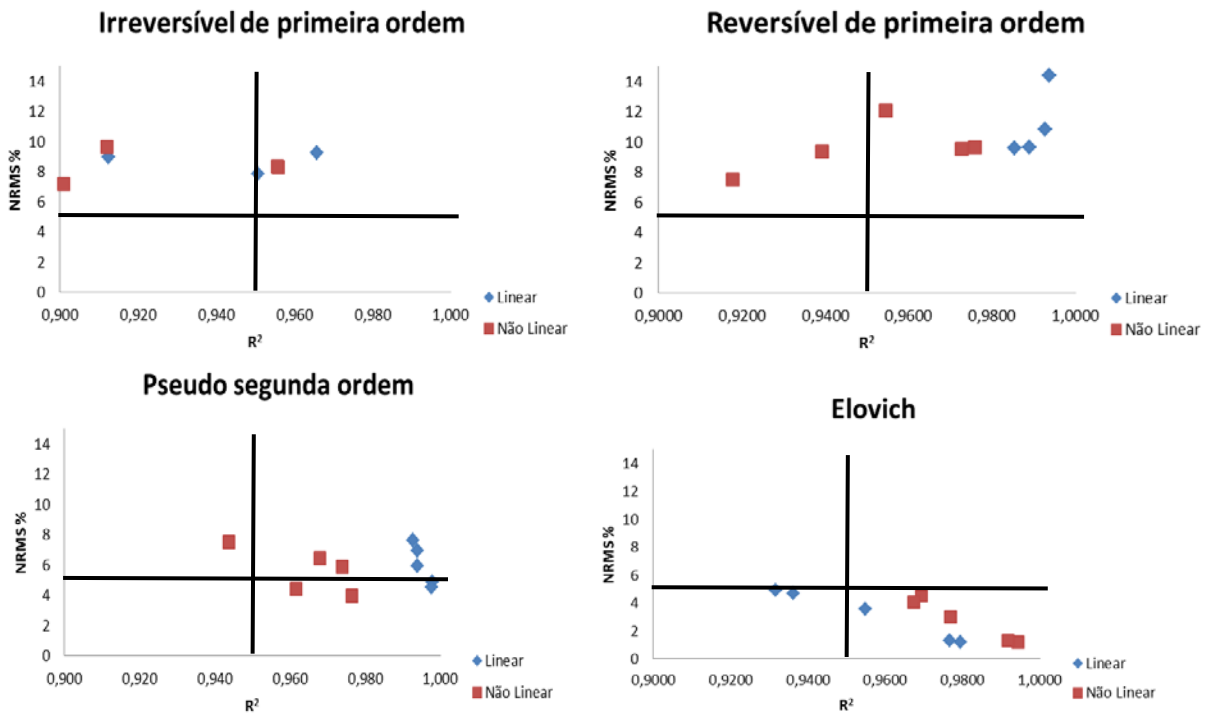 Irreversível de primeira ordem
14
12
10
8
6
4
2
0
NRMS %
0,900 0,920 0,940 0,960 0,980 1,000
R²
Linear
Não Linear
Reversível de primeira ordem
14
12
10
8
6
4
2
0
NRMS %
0,9000 0,9200 0,9400 0,9600 0,9800 1,0000
R²
Linear
Não Linear
Pseudo segunda ordem
14
12
10
8
6
4
2
0
NRMS %
0,900 0,920 0,940 0,960 0,980 1,000
R²
Linear
Não Linear
Elovich
14
12
10
8
6
4
2
0
NRMS %
0,9000 0,9200 0,9400 0,9600 0,9800 1,0000
R²
Linear
Não Linear